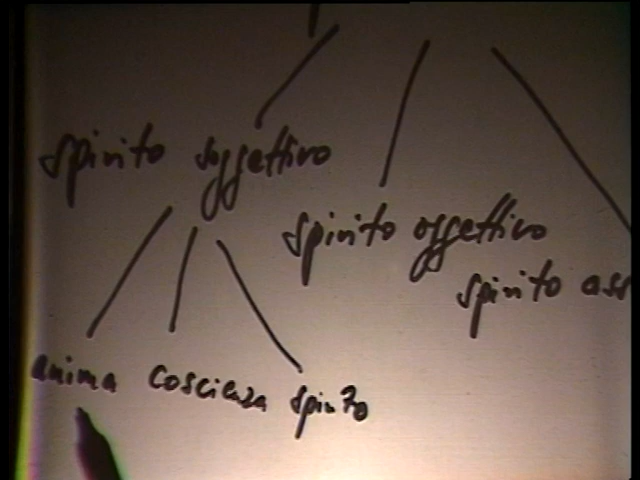 spirito soggettivo
spirito oggettivo
spirito ass
anima coscienza spirito